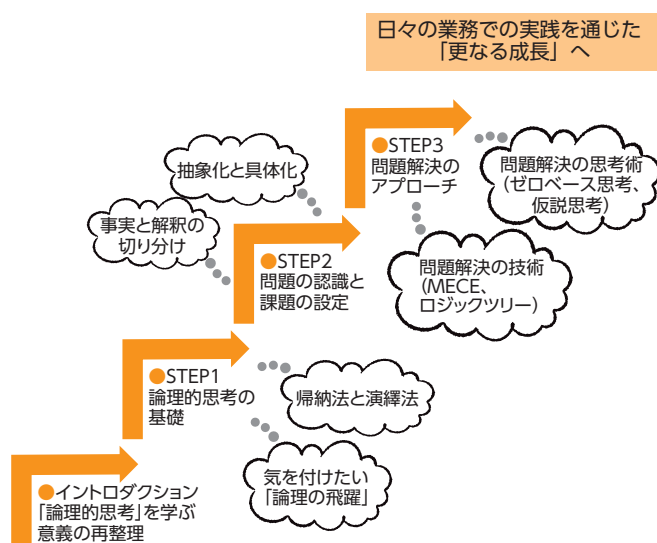 日々の業務での実践を通じた
「更なる成長」へ
●STEP3
問題解決の
アプローチ
問題解決の思考術
(ゼロベース思考、
仮説思考)
抽象化と具体化
事実と解釈の
切り分け
●STEP2
問題の認識と
課題の設定
問題解決の技術
(MECE、
ロジックツリー)
●STEP1
論理的思考の
基礎
帰納法と演繹法
気を付けたい
「論理の飛躍」
●イントロダクション
「論理的思考」を学ぶ
意義の再整理